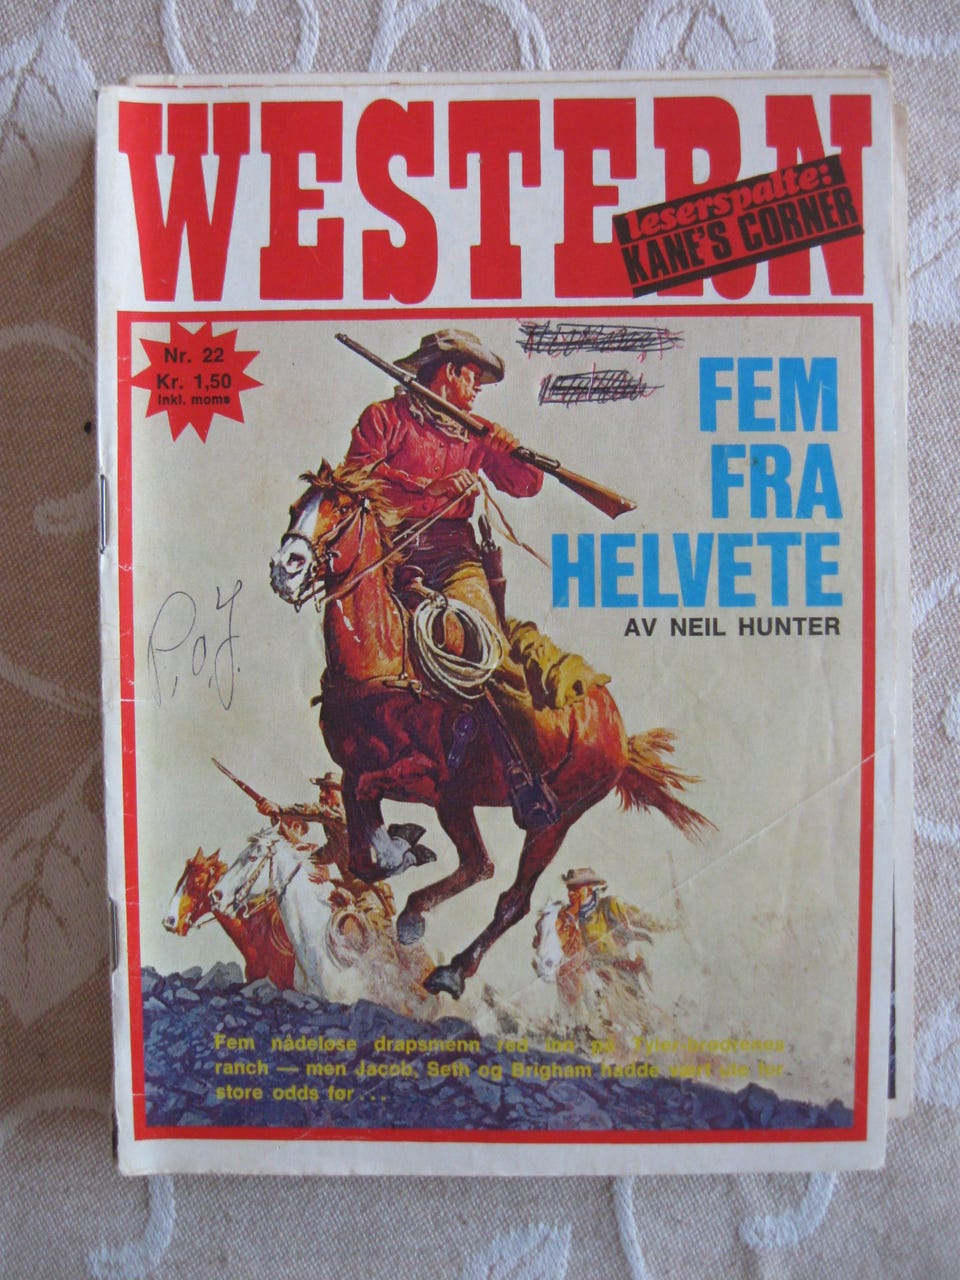 WESTERN
leserspalte:
KANE'S CORNER
Nr. 22
Kr. 1,50
Inkl. moms
FEM
FRA
HELVETE
AV NEIL HUNTER
P.o.J.
Fem nådeløse drapsmenn red inn på Tyler-brødrenes
ranch — men Jacob, Seth og Brigham hadde vært ute for
store odds før . . .